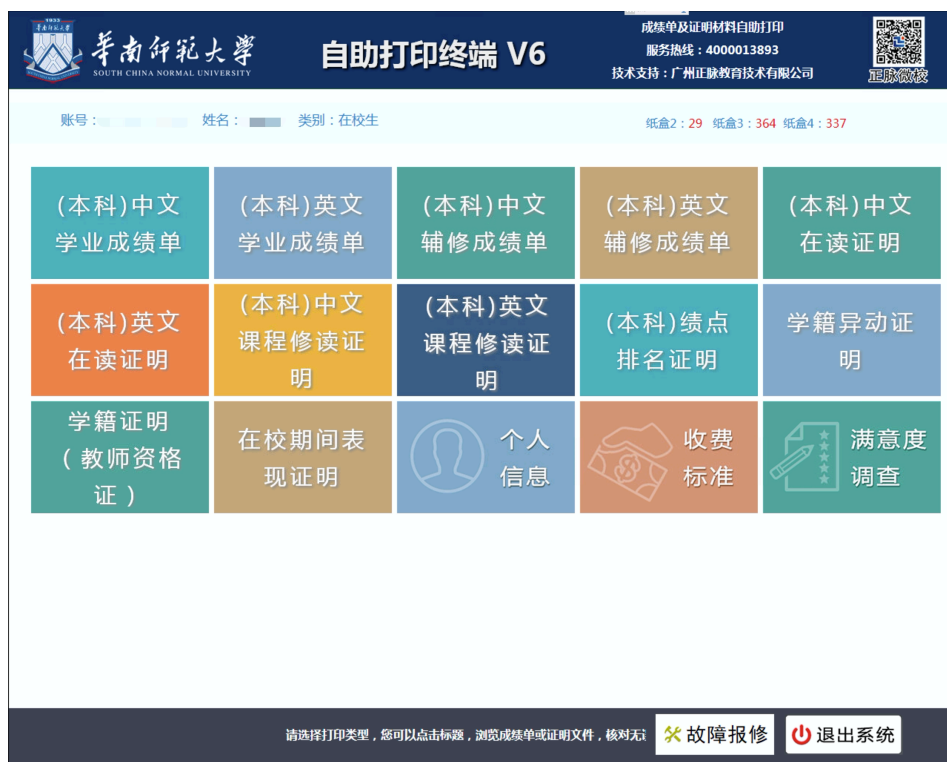 1933
华南师大
華南師範大學
SOUTH CHINA NORMAL UNIVERSITY
自助打印终端 V6
成绩单及证明材料自助打印
服务热线：4000013893
技术支持：广州正脉教育技术有限公司
正脉微校
账号：
姓名：
类别：在校生
纸盒2：29 纸盒3：364 纸盒4：337
(本科)中文
学业成绩单
(本科)英文
学业成绩单
(本科)中文
辅修成绩单
(本科)英文
辅修成绩单
(本科)中文
在读证明
(本科)英文
在读证明
(本科)中文
课程修读证
明
(本科)英文
课程修读证
明
(本科)绩点
排名证明
学籍异动证
明
学籍证明
（教师资格
证）
在校期间表
现证明
个人
信息
收费
标准
满意度
调查
请选择打印类型，您可以点击标题，浏览成绩单或证明文件，核对无
故障报修
退出系统